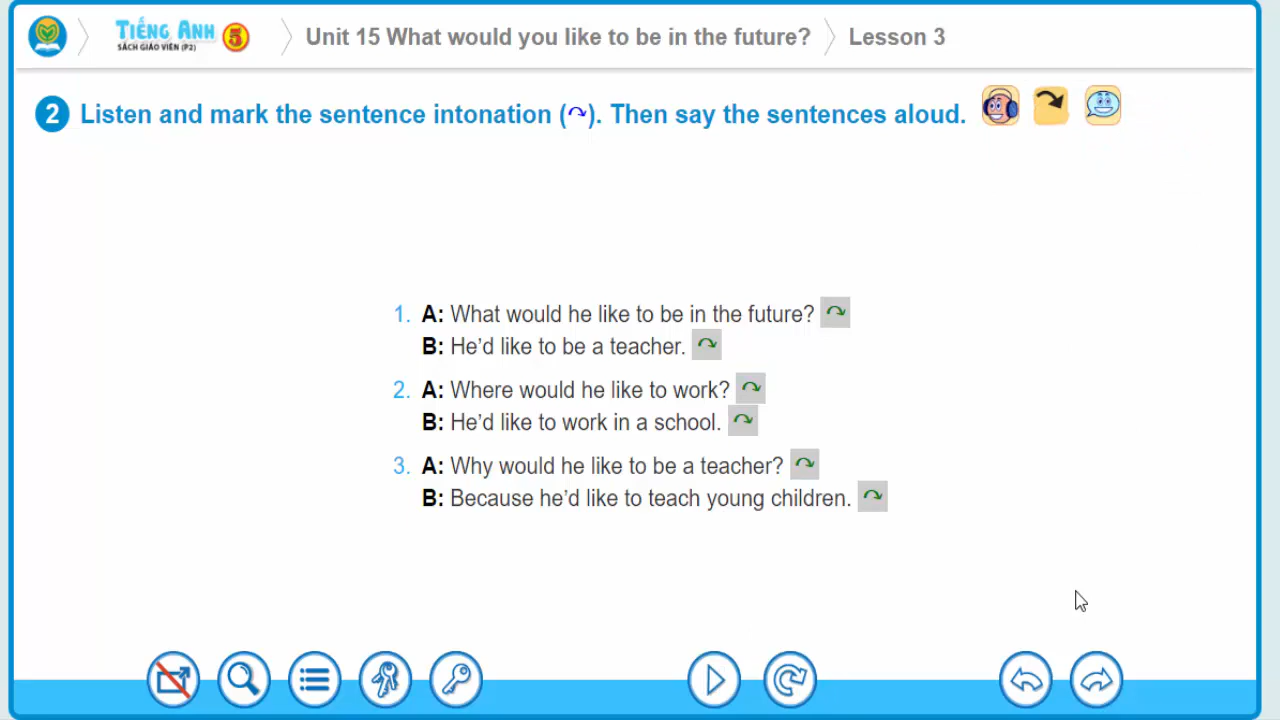 TIẾNG ANH 5
SÁCH GIÁO VIÊN (P2)
Unit 15 What would you like to be in the future?
Lesson 3
2 Listen and mark the sentence intonation (↷). Then say the sentences aloud.
1. A: What would he like to be in the future? ↷
B: He’d like to be a teacher. ↷
2. A: Where would he like to work? ↷
B: He’d like to work in a school. ↷
3. A: Why would he like to be a teacher? ↷
B: Because he’d like to teach young children. ↷